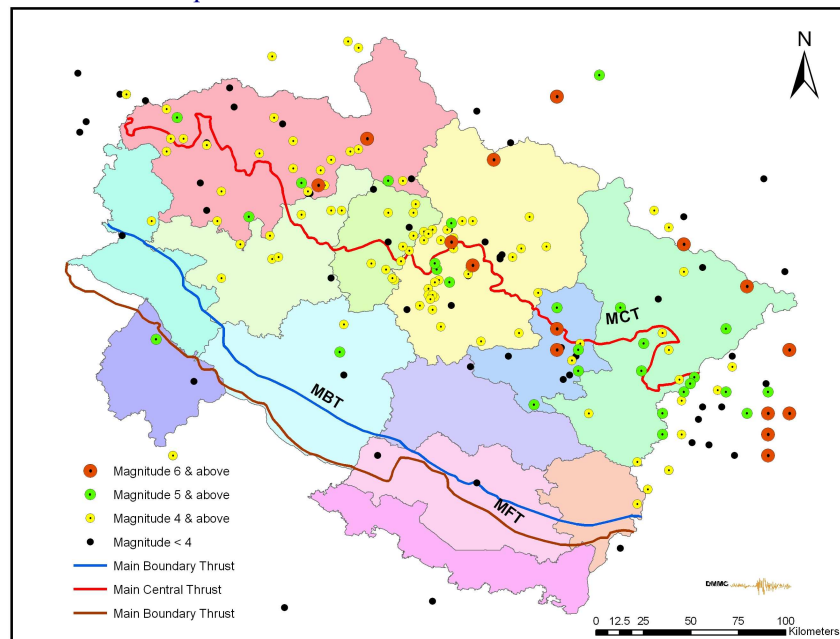 N
MCT
MBT
MFT
Magnitude 6 & above
Magnitude 5 & above
Magnitude 4 & above
Magnitude < 4
Main Boundary Thrust
Main Central Thrust
Main Boundary Thrust
DMMC
0 12.5 25 50 75 100
Kilometers